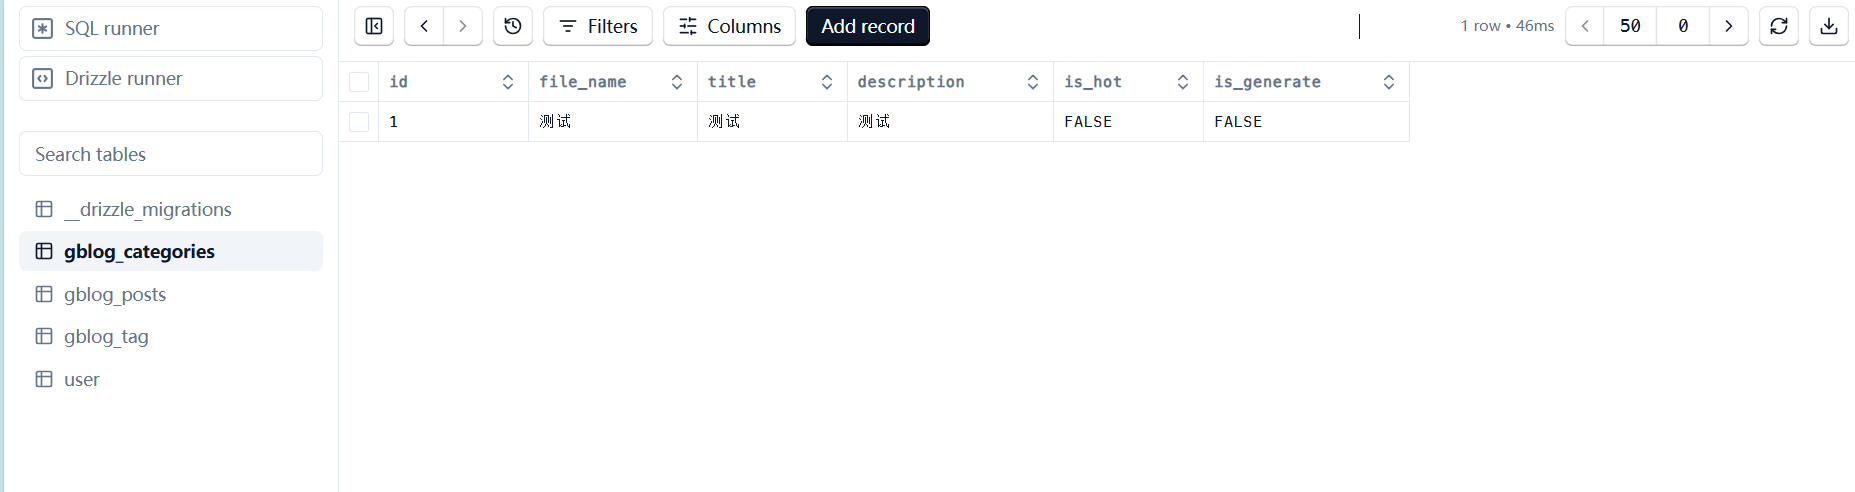 SQL runner
Drizzle runner
Search tables
__drizzle_migrations
gblog_categories
gblog_posts
gblog_tag
user
Filters Columns Add record 1 row • 46ms 50 0
id file_name title description is_hot is_generate
1 测试 测试 测试 FALSE FALSE